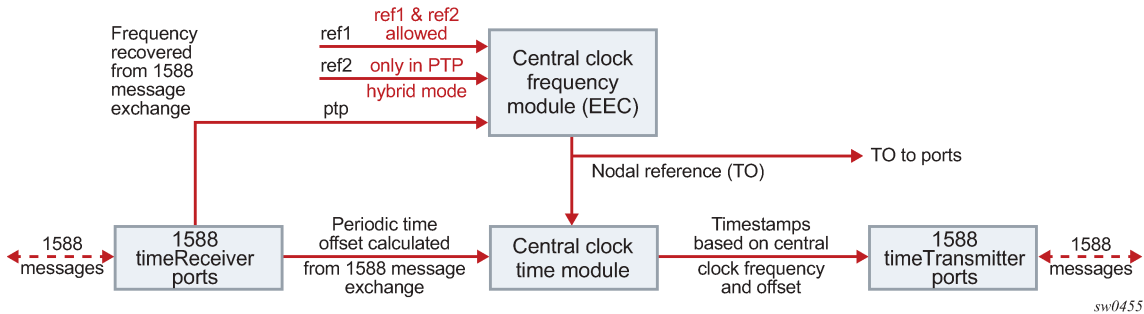 Frequency
recovered
from 1588
message
exchange
ref1
ref1 & ref2
allowed
ref2
only in PTP
hybrid mode
ptp
Central clock
frequency
module (EEC)
TO to ports
Nodal reference (TO)
1588
messages
1588
timeReceiver
ports
Periodic time
offset calculated
from 1588 message
exchange
Central clock
time module
Timestamps
based on central
clock frequency
and offset
1588
timeTransmitter
ports
1588
messages
sw0455